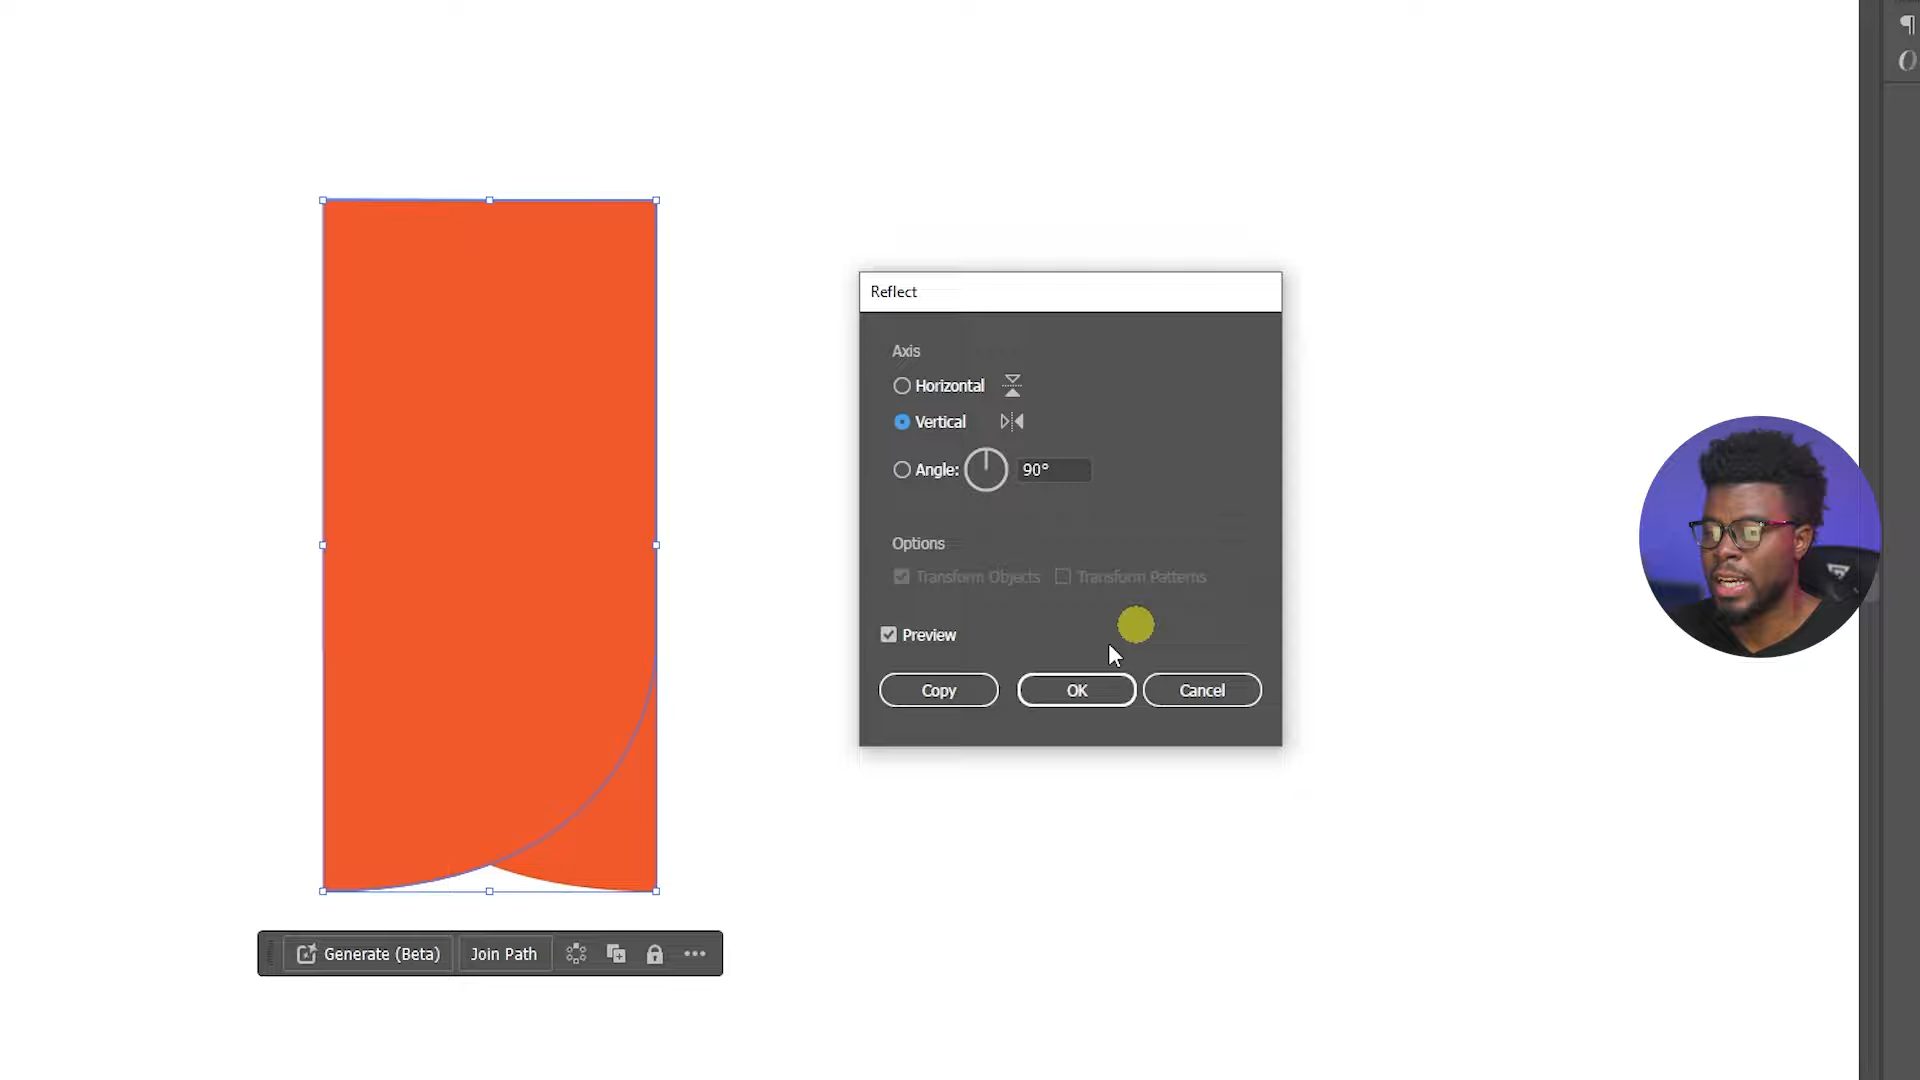 Reflect
Axis
Horizontal
Vertical
Angle: 90°
Options
Transform Objects Transform Patterns
Preview
Copy OK Cancel
Generate (Beta) Join Path